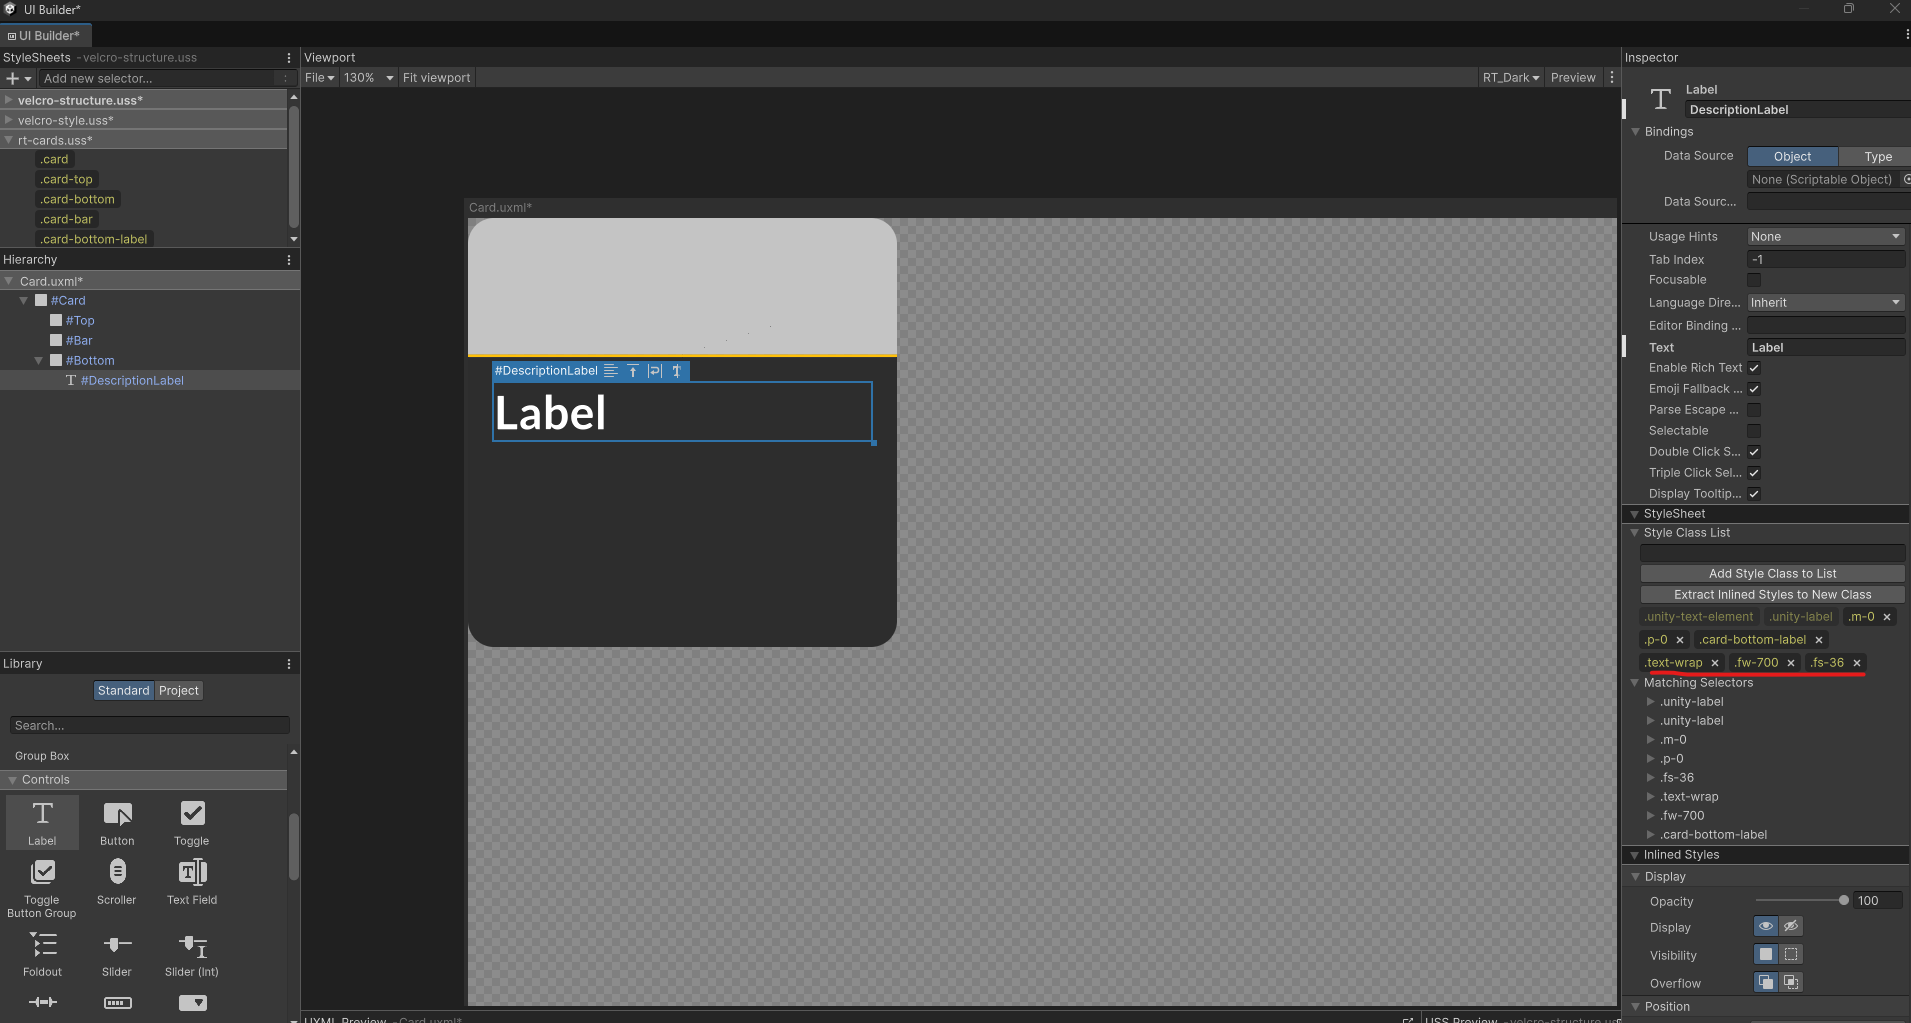 UI Builder*
UI Builder*
StyleSheets - velcro-structure.uss
Add new selector...
velcro-structure.uss*
velcro-style.uss*
rt-cards.uss*
.card
.card-top
.card-bottom
.card-bar
.card-bottom-label
Hierarchy
Card.uxml*
#Card
#Top
#Bar
#Bottom
#DescriptionLabel
Library
Standard Project
Search...
Group Box
Controls
Label Button Toggle
Toggle Button Group Scroller Text Field
Foldout Slider Slider (Int)
Viewport
File 130% Fit viewport RT_Dark Preview
Card.uxml*
#DescriptionLabel
Label
UXML Preview - Card.uxml* USS Preview - velcro-structure.us
Inspector
Label
DescriptionLabel
Bindings
Data Source Object Type
None (Scriptable Object)
Data Sourc...
Usage Hints None
Tab Index -1
Focusable
Language Dire... Inherit
Editor Binding ...
Text Label
Enable Rich Text
Emoji Fallback ...
Parse Escape ...
Selectable
Double Click S...
Triple Click Sel...
Display Tooltip...
StyleSheet
Style Class List
Add Style Class to List
Extract Inlined Styles to New Class
.unity-text-element .unity-label .m-0
.p-0 .card-bottom-label
.text-wrap .fw-700 .fs-36
Matching Selectors
.unity-label
.unity-label
.m-0
.p-0
.fs-36
.text-wrap
.fw-700
.card-bottom-label
Inlined Styles
Display
Opacity 100
Display
Visibility
Overflow
Position